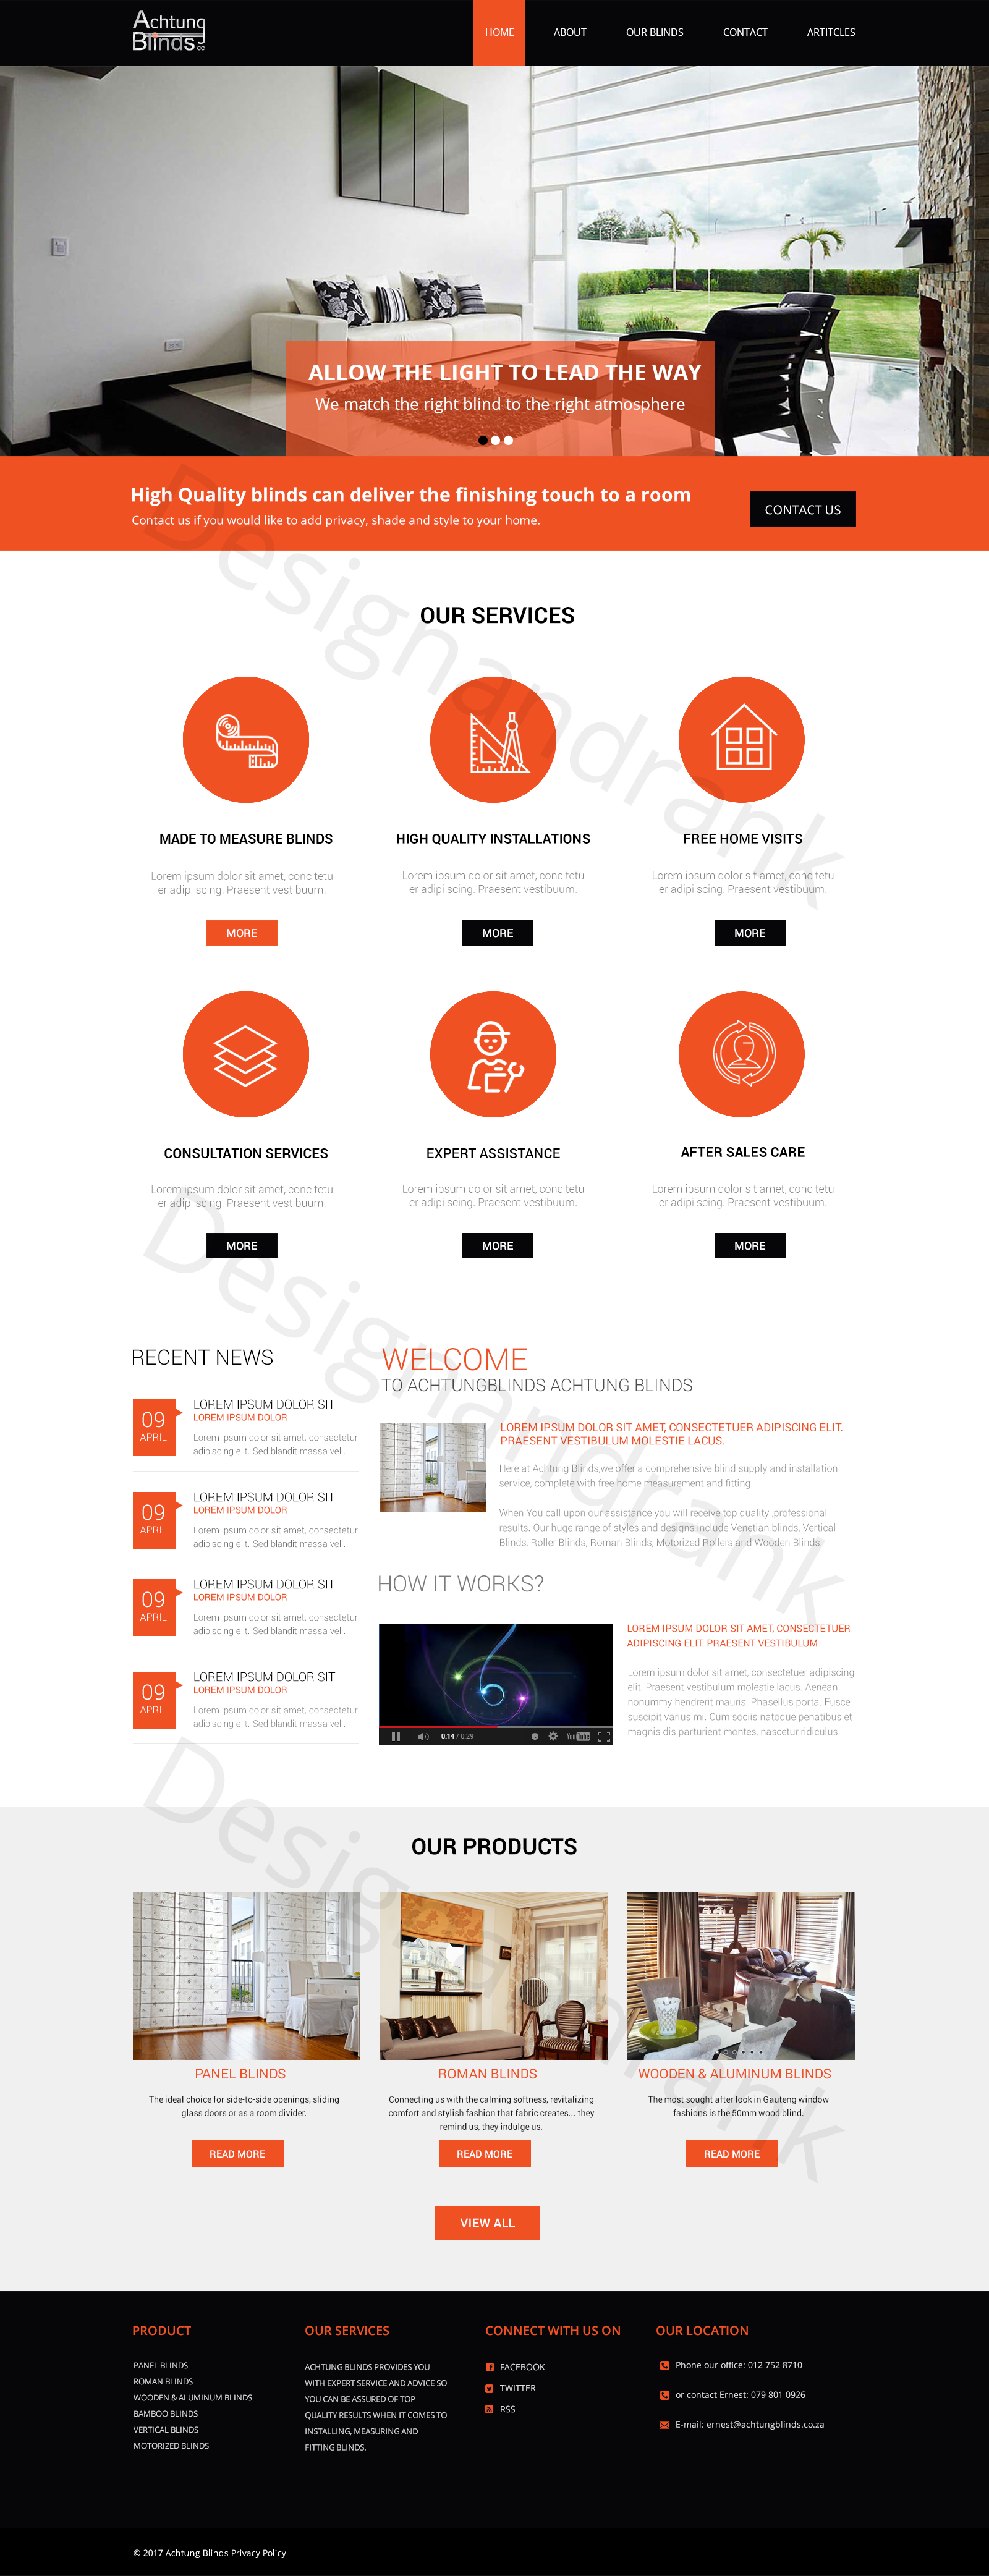 Achtung
Blinds cc
HOME
ABOUT
OUR BLINDS
CONTACT
ARTITCLES
ALLOW THE LIGHT TO LEAD THE WAY
We match the right blind to the right atmosphere
High Quality blinds can deliver the finishing touch to a room
Contact us if you would like to add privacy, shade and style to your home.
CONTACT US
Designandrank
OUR SERVICES
MADE TO MEASURE BLINDS
Lorem ipsum dolor sit amet, conc tetu
er adipi scing. Praesent vestibuum.
MORE
HIGH QUALITY INSTALLATIONS
Lorem ipsum dolor sit amet, conc tetu
er adipi scing. Praesent vestibuum.
MORE
FREE HOME VISITS
Lorem ipsum dolor sit amet, conc tetu
er adipi scing. Praesent vestibuum.
MORE
CONSULTATION SERVICES
Lorem ipsum dolor sit amet, conc tetu
er adipi scing. Praesent vestibuum.
MORE
EXPERT ASSISTANCE
Lorem ipsum dolor sit amet, conc tetu
er adipi scing. Praesent vestibuum.
MORE
AFTER SALES CARE
Lorem ipsum dolor sit amet, conc tetu
er adipi scing. Praesent vestibuum.
MORE
Designandrank
RECENT NEWS
09
APRIL
LOREM IPSUM DOLOR SIT
LOREM IPSUM DOLOR
Lorem ipsum dolor sit amet, consectetur
adipiscing elit. Sed blandit massa vel...
09
APRIL
LOREM IPSUM DOLOR SIT
LOREM IPSUM DOLOR
Lorem ipsum dolor sit amet, consectetur
adipiscing elit. Sed blandit massa vel...
09
APRIL
LOREM IPSUM DOLOR SIT
LOREM IPSUM DOLOR
Lorem ipsum dolor sit amet, consectetur
adipiscing elit. Sed blandit massa vel...
09
APRIL
LOREM IPSUM DOLOR SIT
LOREM IPSUM DOLOR
Lorem ipsum dolor sit amet, consectetur
adipiscing elit. Sed blandit massa vel...
WELCOME
TO ACHTUNGBLINDS ACHTUNG BLINDS
LOREM IPSUM DOLOR SIT AMET, CONSECTETUER ADIPISCING ELIT.
PRAESENT VESTIBULUM MOLESTIE LACUS.
Here at Achtung Blinds,we offer a comprehensive blind supply and installation
service, complete with free home measurement and fitting.
When You call upon our assistance you will receive top quality ,professional
results. Our huge range of styles and designs include Venetian blinds, Vertical
Blinds, Roller Blinds, Roman Blinds, Motorized Rollers and Wooden Blinds.
HOW IT WORKS?
0:14 / 0:29
YouTube
LOREM IPSUM DOLOR SIT AMET, CONSECTETUER
ADIPISCING ELIT. PRAESENT VESTIBULUM
Lorem ipsum dolor sit amet, consectetuer adipiscing
elit. Praesent vestibulum molestie lacus. Aenean
nonummy hendrerit mauris. Phasellus porta. Fusce
suscipit varius mi. Cum sociis natoque penatibus et
magnis dis parturient montes, nascetur ridiculus
Designandrank
OUR PRODUCTS
PANEL BLINDS
The ideal choice for side-to-side openings, sliding
glass doors or as a room divider.
READ MORE
ROMAN BLINDS
Connecting us with the calming softness, revitalizing
comfort and stylish fashion that fabric creates... they
remind us, they indulge us.
READ MORE
WOODEN & ALUMINUM BLINDS
The most sought after look in Gauteng window
fashions is the 50mm wood blind.
READ MORE
VIEW ALL
PRODUCT
PANEL BLINDS
ROMAN BLINDS
WOODEN & ALUMINUM BLINDS
BAMBOO BLINDS
VERTICAL BLINDS
MOTORIZED BLINDS
OUR SERVICES
ACHTUNG BLINDS PROVIDES YOU
WITH EXPERT SERVICE AND ADVICE SO
YOU CAN BE ASSURED OF TOP
QUALITY RESULTS WHEN IT COMES TO
INSTALLING, MEASURING AND
FITTING BLINDS.
CONNECT WITH US ON
FACEBOOK
TWITTER
RSS
OUR LOCATION
Phone our office: 012 752 8710
or contact Ernest: 079 801 0926
E-mail: ernest@achtungblinds.co.za
© 2017 Achtung Blinds Privacy Policy